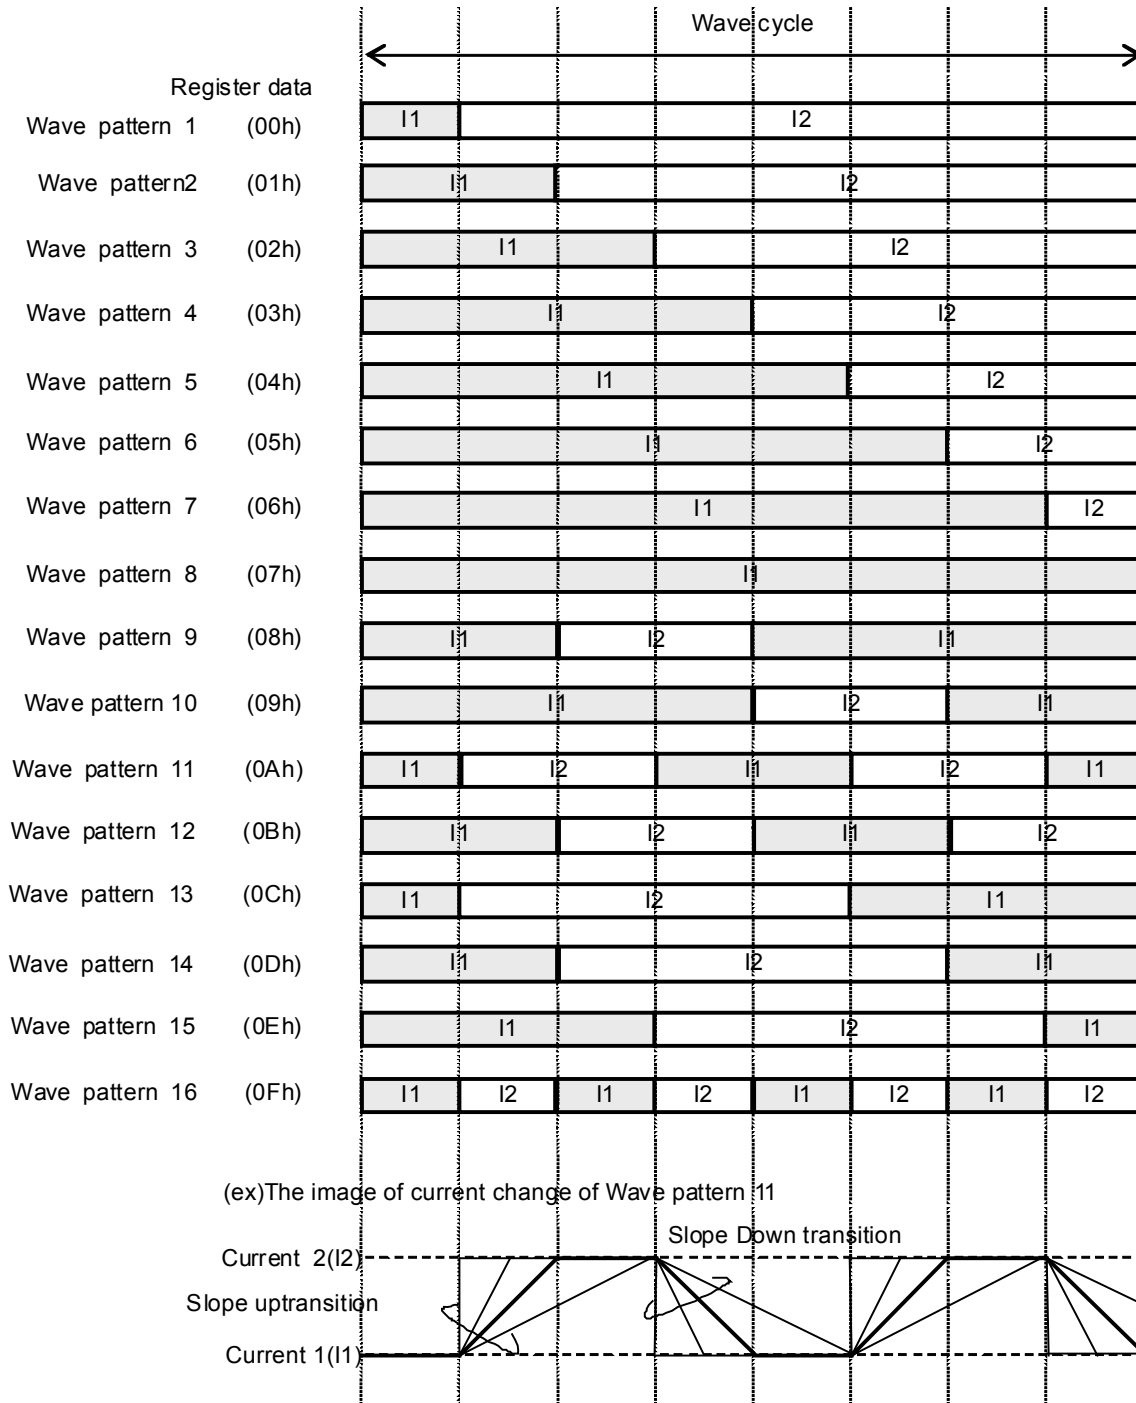 Wave cycle
Register data
Wave pattern 1 (00h) I1 I2
Wave pattern2 (01h) I1 I2
Wave pattern 3 (02h) I1 I2
Wave pattern 4 (03h) I1 I2
Wave pattern 5 (04h) I1 I2
Wave pattern 6 (05h) I1 I2
Wave pattern 7 (06h) I1 I2
Wave pattern 8 (07h) I1
Wave pattern 9 (08h) I1 I2 I1
Wave pattern 10 (09h) I1 I2 I1
Wave pattern 11 (0Ah) I1 I2 I1 I2 I1
Wave pattern 12 (0Bh) I1 I2 I1 I2
Wave pattern 13 (0Ch) I1 I2 I1
Wave pattern 14 (0Dh) I1 I2 I1
Wave pattern 15 (0Eh) I1 I2 I1
Wave pattern 16 (0Fh) I1 I2 I1 I2 I1 I2 I1 I2
(ex)The image of current change of Wave pattern 11
Slope Down transition
Current 2(I2)
Slope uptransition
Current 1(I1)